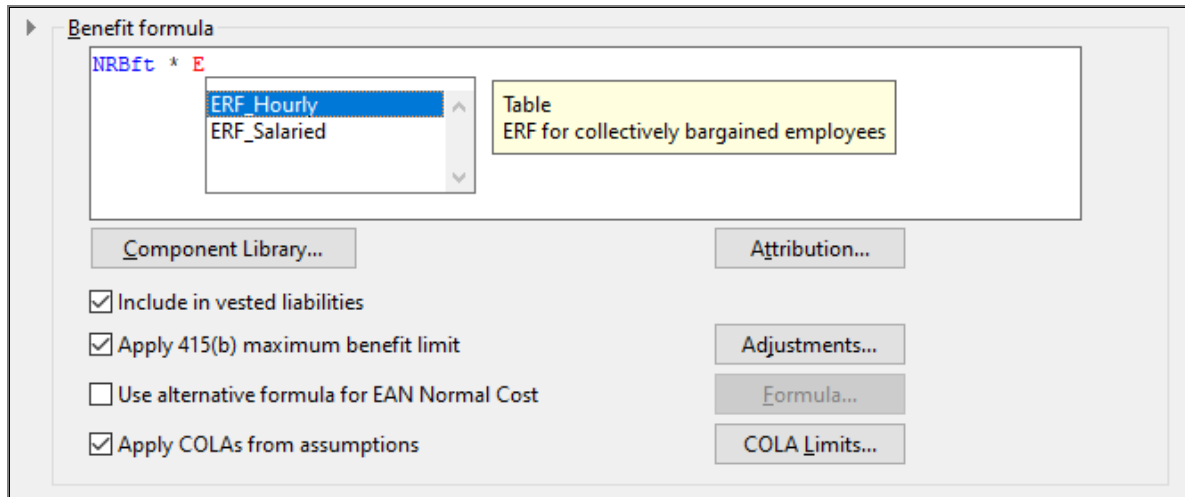 Benefit formula
NRBft * E
ERF_Hourly
ERF_Salaried
Table
ERF for collectively bargained employees
Component Library...
Attribution...
Include in vested liabilities
Apply 415(b) maximum benefit limit
Adjustments...
Use alternative formula for EAN Normal Cost
Formula...
Apply COLAs from assumptions
COLA Limits...